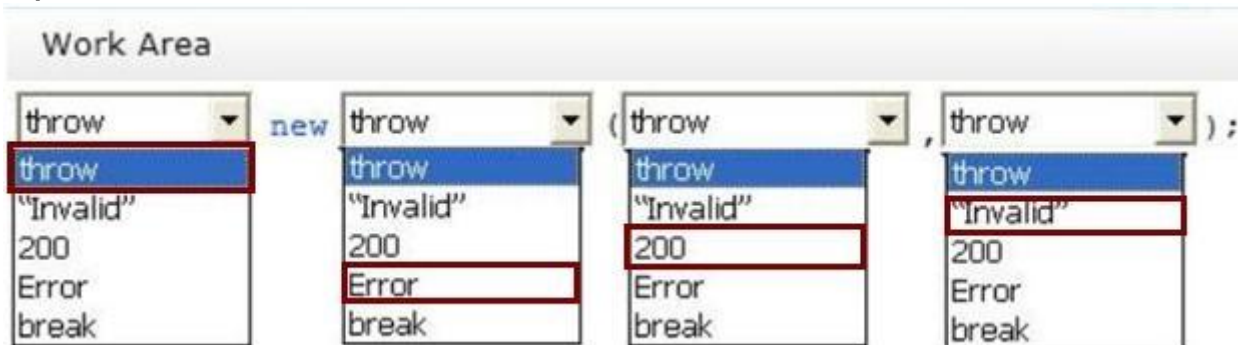 Work Area
throw new throw ( throw , throw );
throw throw throw throw
"Invalid" "Invalid" "Invalid" "Invalid"
200 200 200 200
Error Error Error Error
break break break break